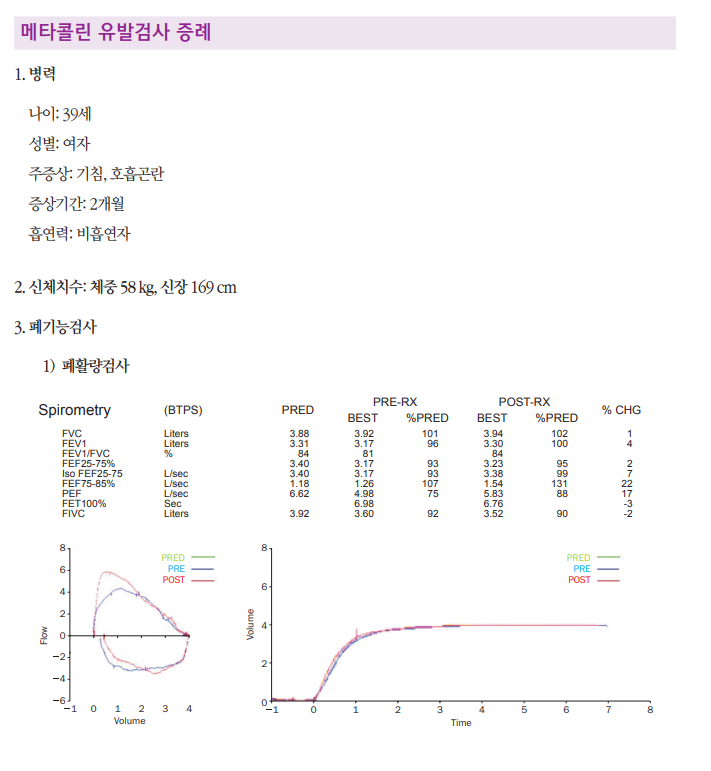 메타콜린 유발검사 증례
1. 병력
나이: 39세
성별: 여자
주증상: 기침, 호흡곤란
증상기간: 2개월
흡연력: 비흡연자
2. 신체치수: 체중 58 kg, 신장 169 cm
3. 폐기능검사
1) 폐활량검사
PRE-RX POST-RX
Spirometry (BTPS) PRED BEST %PRED BEST %PRED % CHG
FVC Liters 3.88 3.92 101 3.94 102 1
FEV1 Liters 3.31 3.17 96 3.30 100 4
FEV1/FVC % 84 81 84
FEF25-75% 3.40 3.17 93 3.23 95 2
Iso FEF25-75 L/sec 3.40 3.17 93 3.38 99 7
FEF75-85% L/sec 1.18 1.26 107 1.54 131 22
PEF L/sec 6.62 4.98 75 5.83 88 17
FET100% Sec 6.98 6.76 -3
FIVC Liters 3.92 3.60 92 3.52 90 -2
8
6
4
2
0
−2
−4
−6
Flow
−1 0 1 2 3 4
Volume
PRED
PRE
POST
8
6
4
2
0
Volume
−1 0 1 2 3 4 5 6 7 8
Time
PRED
PRE
POST